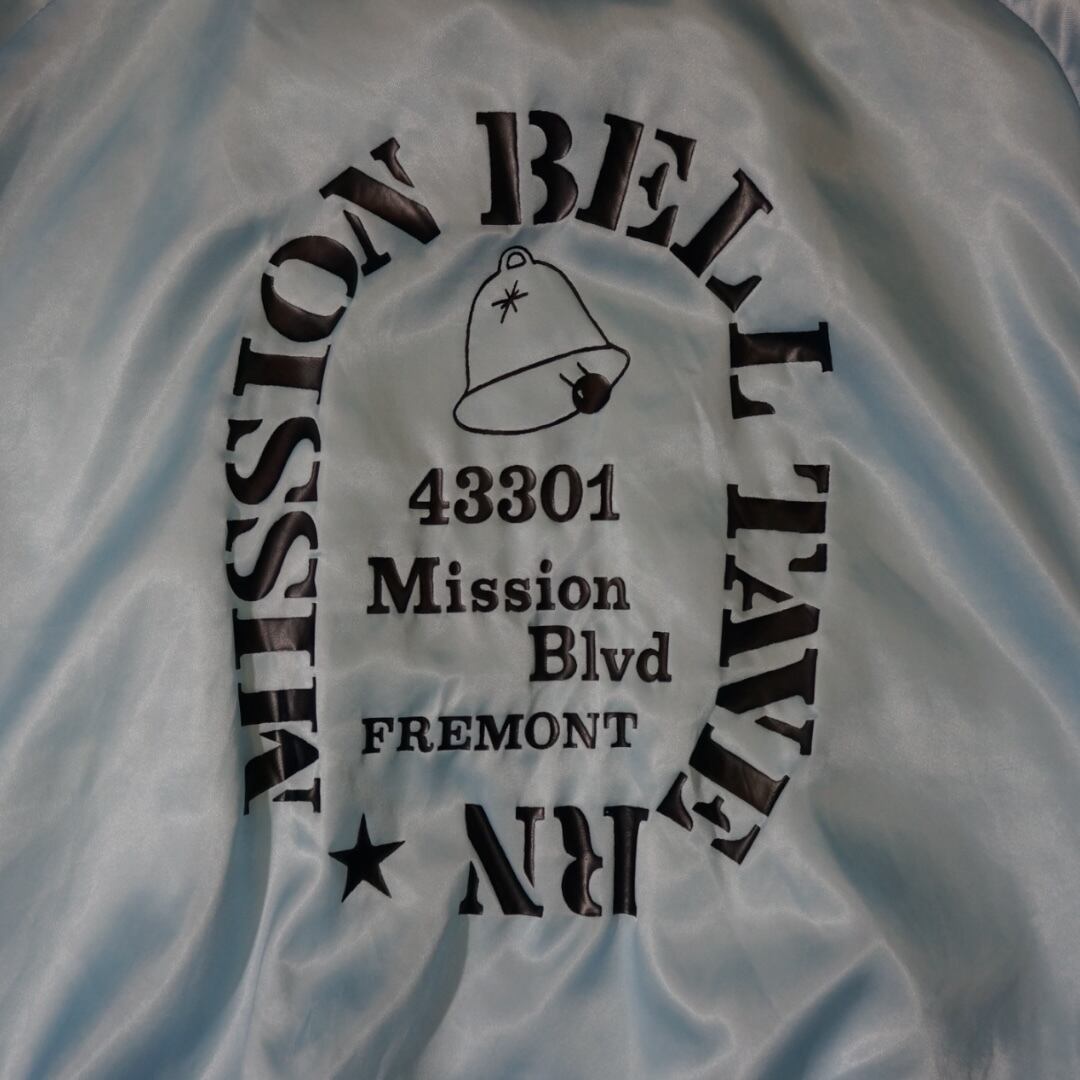 MISSION BELL TAVERN
43301
Mission
Blvd
FREMONT